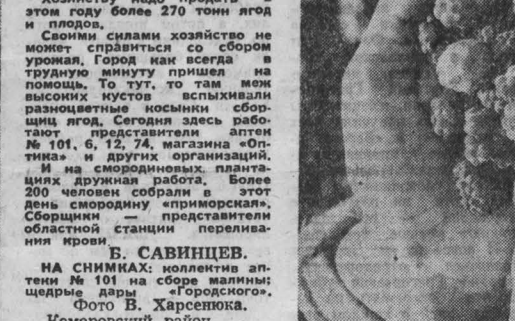 хозяйству надо продать в
этом году более 270 тонн ягод
и плодов.
Своими силами хозяйство не
может справиться со сбором
урожая. Город как всегда в
трудную минуту пришел на
помощь. То тут, то там меж
высоких кустов вспыхивали
разноцветные косынки сбор-
щиц ягод. Сегодня здесь рабо-
тают представители аптек
№ 101, 6, 12, 74, магазина «Оп-
тика» и других организаций.
И на смородиновых планта-
циях дружная работа. Более
200 человек собрали в этот
день смородину «приморская».
Сборщики — представители
областной станции перелива-
ния крови.
Б. САВИНЦЕВ.
НА СНИМКАХ: коллектив ап-
теки № 101 на сборе малины;
щедрые дары «Городского».
Фото В. Харсенюка.
Кемеровский район.